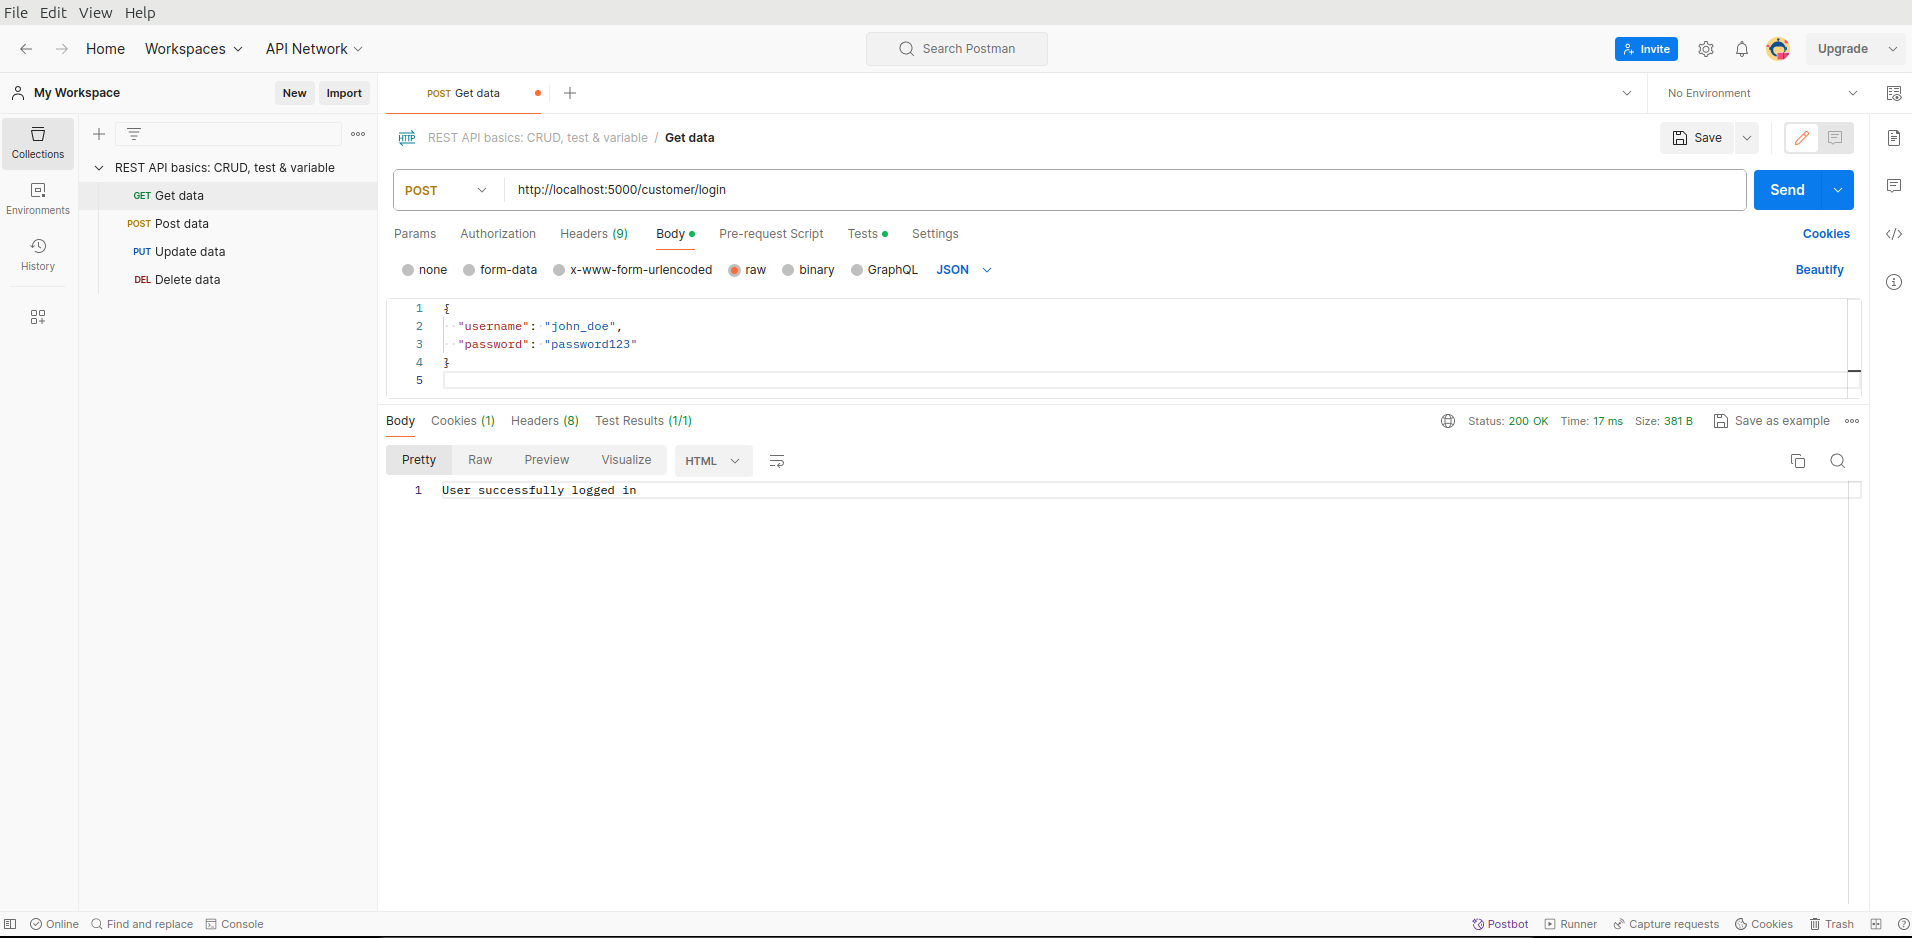 File Edit View Help
Home Workspaces API Network Search Postman Invite Upgrade
My Workspace New Import POST Get data No Environment
Collections
REST API basics: CRUD, test & variable
GET Get data
POST Post data
PUT Update data
DEL Delete data
Environments
History
HTTP REST API basics: CRUD, test & variable / Get data Save
POST http://localhost:5000/customer/login Send
Params Authorization Headers (9) Body Pre-request Script Tests Settings Cookies
none form-data x-www-form-urlencoded raw binary GraphQL JSON Beautify
1 {
2 "username": "john_doe",
3 "password": "password123"
4 }
5
Body Cookies (1) Headers (8) Test Results (1/1) Status: 200 OK Time: 17 ms Size: 381 B Save as example
Pretty Raw Preview Visualize HTML
1 User successfully logged in
Online Find and replace Console Postbot Runner Capture requests Cookies Trash